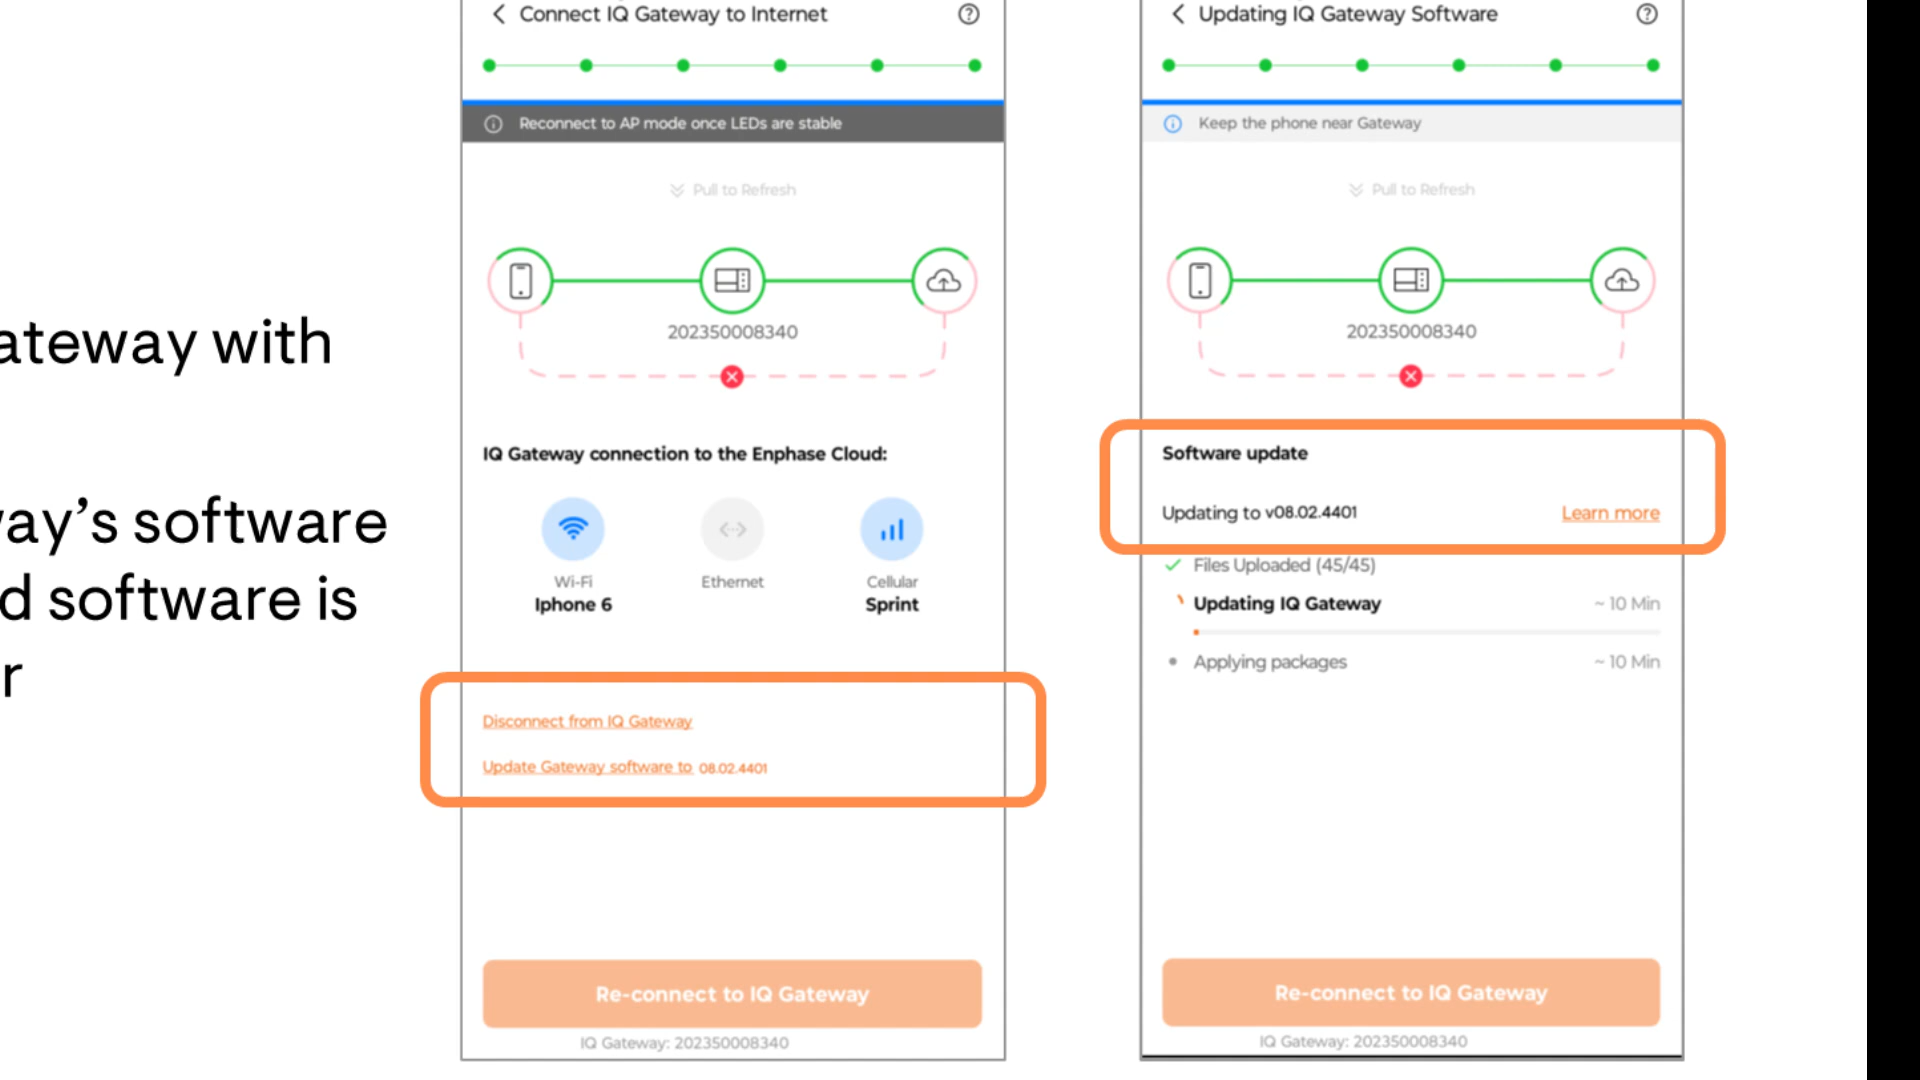 ateway with
ay's software
d software is
r
Connect IQ Gateway to Internet
Reconnect to AP mode once LEDs are stable
Pull to Refresh
202350008340
IQ Gateway connection to the Enphase Cloud:
Wi-Fi
Iphone 6
Ethernet
Cellular
Sprint
Disconnect from IQ Gateway
Update Gateway software to 08.02.4401
Re-connect to IQ Gateway
IQ Gateway: 202350008340
Updating IQ Gateway Software
Keep the phone near Gateway
Pull to Refresh
202350008340
Software update
Updating to v08.02.4401 Learn more
Files Uploaded (45/45)
Updating IQ Gateway ~ 10 Min
Applying packages ~ 10 Min
Re-connect to IQ Gateway
IQ Gateway: 202350008340